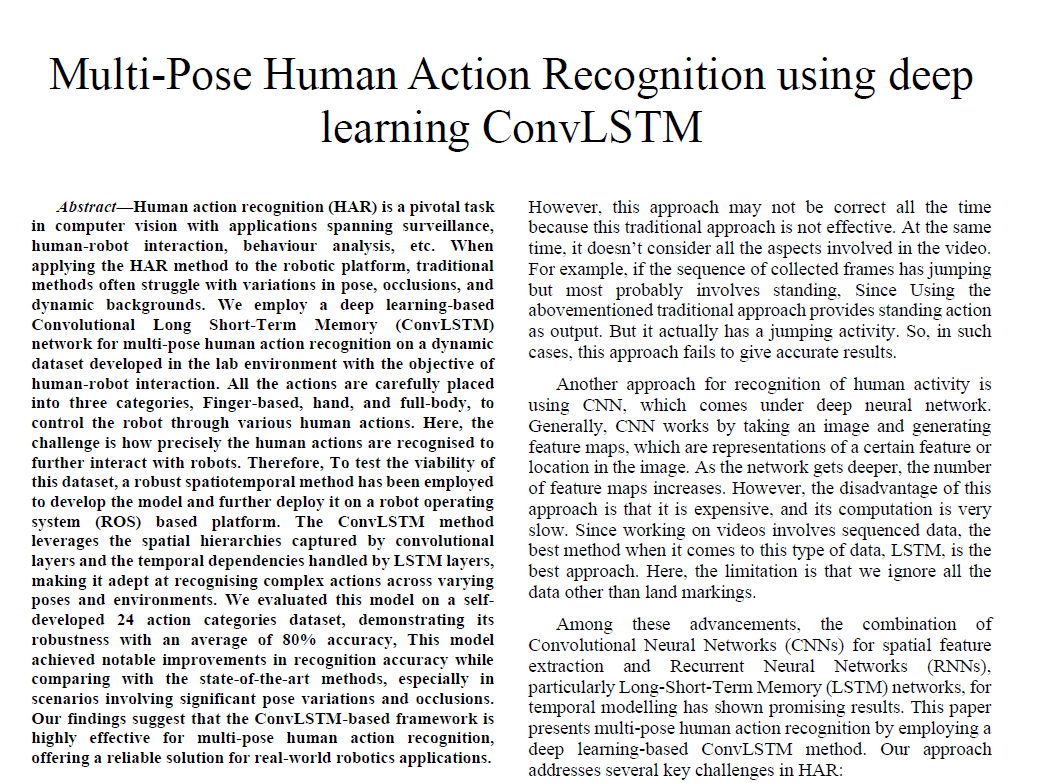 Multi-Pose Human Action Recognition using deep
learning ConvLSTM
Abstract—Human action recognition (HAR) is a pivotal task
in computer vision with applications spanning surveillance,
human-robot interaction, behaviour analysis, etc. When
applying the HAR method to the robotic platform, traditional
methods often struggle with variations in pose, occlusions, and
dynamic backgrounds. We employ a deep learning-based
Convolutional Long Short-Term Memory (ConvLSTM)
network for multi-pose human action recognition on a dynamic
dataset developed in the lab environment with the objective of
human-robot interaction. All the actions are carefully placed
into three categories, Finger-based, hand, and full-body, to
control the robot through various human actions. Here, the
challenge is how precisely the human actions are recognised to
further interact with robots. Therefore, To test the viability of
this dataset, a robust spatiotemporal method has been employed
to develop the model and further deploy it on a robot operating
system (ROS) based platform. The ConvLSTM method
leverages the spatial hierarchies captured by convolutional
layers and the temporal dependencies handled by LSTM layers,
making it adept at recognising complex actions across varying
poses and environments. We evaluated this model on a self-
developed 24 action categories dataset, demonstrating its
robustness with an average of 80% accuracy, This model
achieved notable improvements in recognition accuracy while
comparing with the state-of-the-art methods, especially in
scenarios involving significant pose variations and occlusions.
Our findings suggest that the ConvLSTM-based framework is
highly effective for multi-pose human action recognition,
offering a reliable solution for real-world robotics applications.
However, this approach may not be correct all the time
because this traditional approach is not effective. At the same
time, it doesn't consider all the aspects involved in the video.
For example, if the sequence of collected frames has jumping
but most probably involves standing, Since Using the
abovementioned traditional approach provides standing action
as output. But it actually has a jumping activity. So, in such
cases, this approach fails to give accurate results.
Another approach for recognition of human activity is
using CNN, which comes under deep neural network.
Generally, CNN works by taking an image and generating
feature maps, which are representations of a certain feature or
location in the image. As the network gets deeper, the number
of feature maps increases. However, the disadvantage of this
approach is that it is expensive, and its computation is very
slow. Since working on videos involves sequenced data, the
best method when it comes to this type of data, LSTM, is the
best approach. Here, the limitation is that we ignore all the
data other than land markings.
Among these advancements, the combination of
Convolutional Neural Networks (CNNs) for spatial feature
extraction and Recurrent Neural Networks (RNNs),
particularly Long-Short-Term Memory (LSTM) networks, for
temporal modelling has shown promising results. This paper
presents multi-pose human action recognition by employing a
deep learning-based ConvLSTM method. Our approach
addresses several key challenges in HAR: